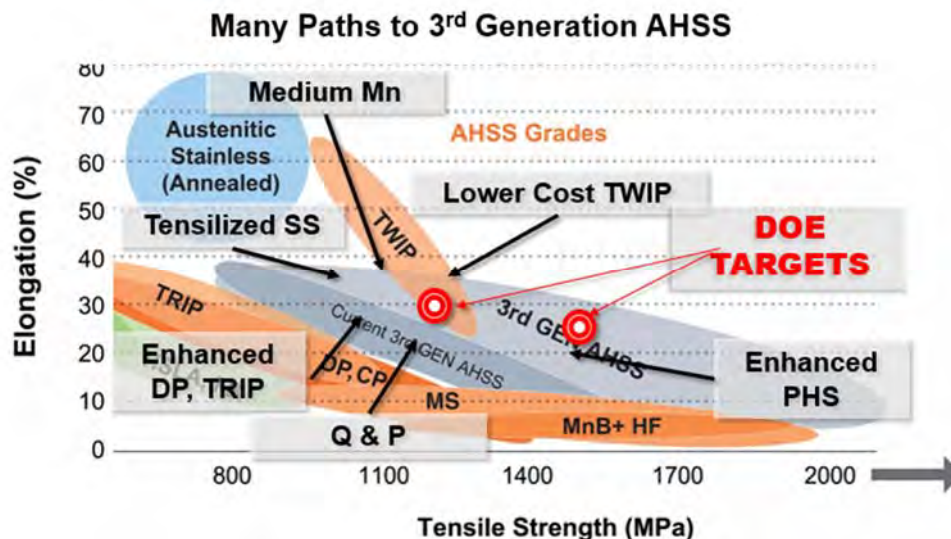 Many Paths to 3rd Generation AHSS
Elongation (%)
80
70
60
50
40
30
20
10
0
Austenitic
Stainless
(Annealed)
Medium Mn
AHSS Grades
Lower Cost TWIP
Tensilized SS
TWIP
DOE
TARGETS
TRIP
Current 3rd GEN AHSS
3rd GEN AHSS
Enhanced
DP, TRIP
DP, CP
MS
MnB+ HF
Enhanced
PHS
Q & P
800
1100
1400
1700
2000
Tensile Strength (MPa)